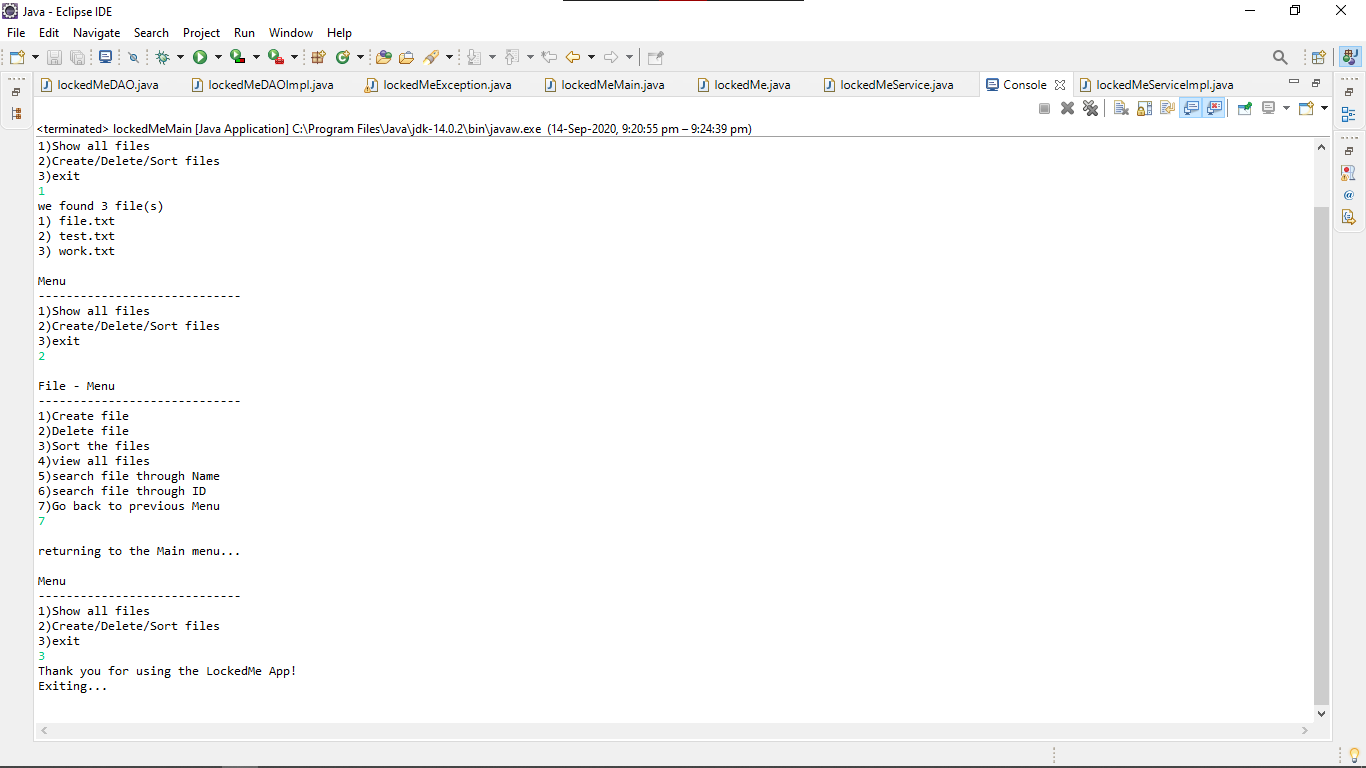 Java - Eclipse IDE
File Edit Navigate Search Project Run Window Help
lockedMeDAO.java lockedMeDAOImpl.java lockedMeException.java lockedMeMain.java lockedMe.java lockedMeService.java Console lockedMeServiceImpl.java
<terminated> lockedMeMain [Java Application] C:\Program Files\Java\jdk-14.0.2\bin\javaw.exe (14-Sep-2020, 9:20:55 pm – 9:24:39 pm)
1)Show all files
2)Create/Delete/Sort files
3)exit
1
we found 3 file(s)
1) file.txt
2) test.txt
3) work.txt
Menu
-----------------------------
1)Show all files
2)Create/Delete/Sort files
3)exit
2
File - Menu
-----------------------------
1)Create file
2)Delete file
3)Sort the files
4)view all files
5)search file through Name
6)search file through ID
7)Go back to previous Menu
7
returning to the Main menu...
Menu
-----------------------------
1)Show all files
2)Create/Delete/Sort files
3)exit
3
Thank you for using the LockedMe App!
Exiting...